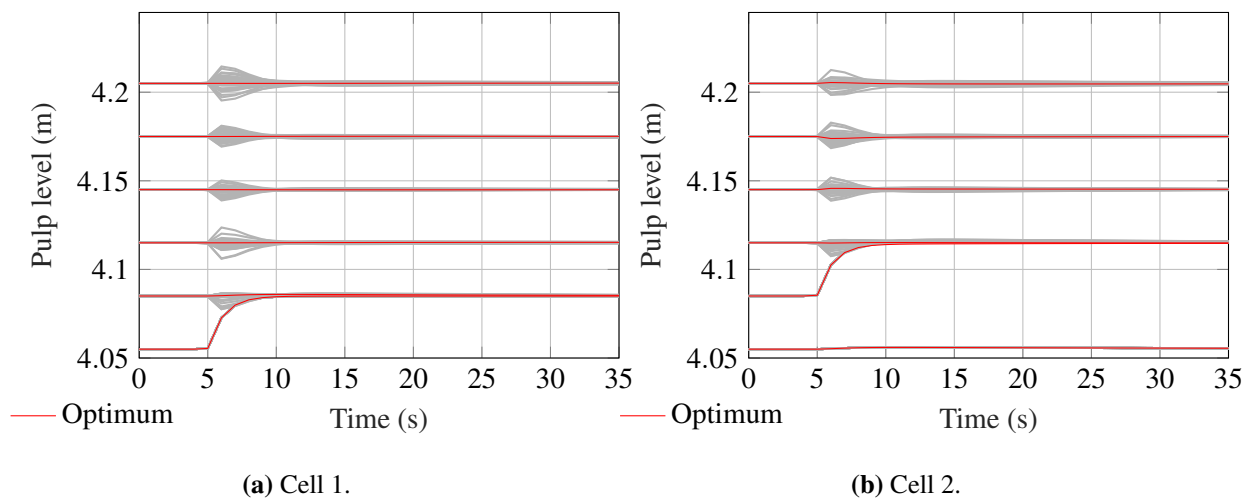 Pulp level (m)
4.2
4.15
4.1
4.05
0 5 10 15 20 25 30 35
Optimum
Time (s)
(a) Cell 1.
Pulp level (m)
4.2
4.15
4.1
4.05
0 5 10 15 20 25 30 35
Optimum
Time (s)
(b) Cell 2.